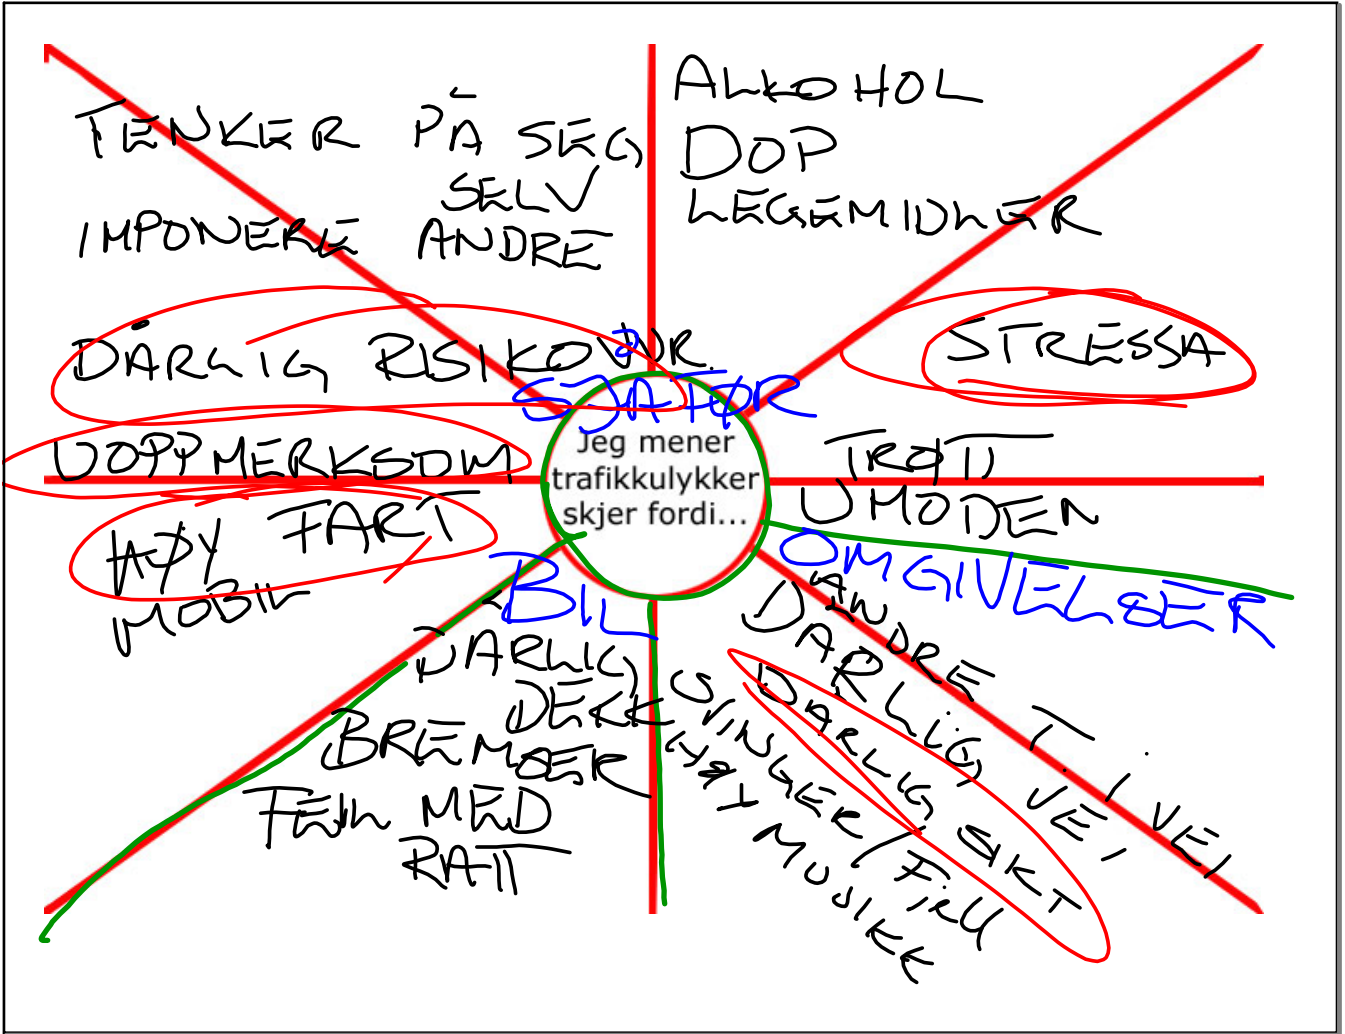 TENKER PÅ SEG
SELV
IMPONERE ANDRE
ALKOHOL
DOP
LEGEMIDLER
DÅRLIG RISIKOVUR.
STRESSA
SJÅFØR
UOPPMERKSOM
HØY FART
MOBIL
Jeg mener
trafikkulykker
skjer fordi...
TRØTT
UMODEN
OMGIVELSER
ANDRE I VEI
DÅRLIG VEI
DÅRLIG SIKT
SVINGER/FJELL
HØY MUSIKK
BIL
DÅRLIG
DEKK
BREMSER
FEIL MED
RATT